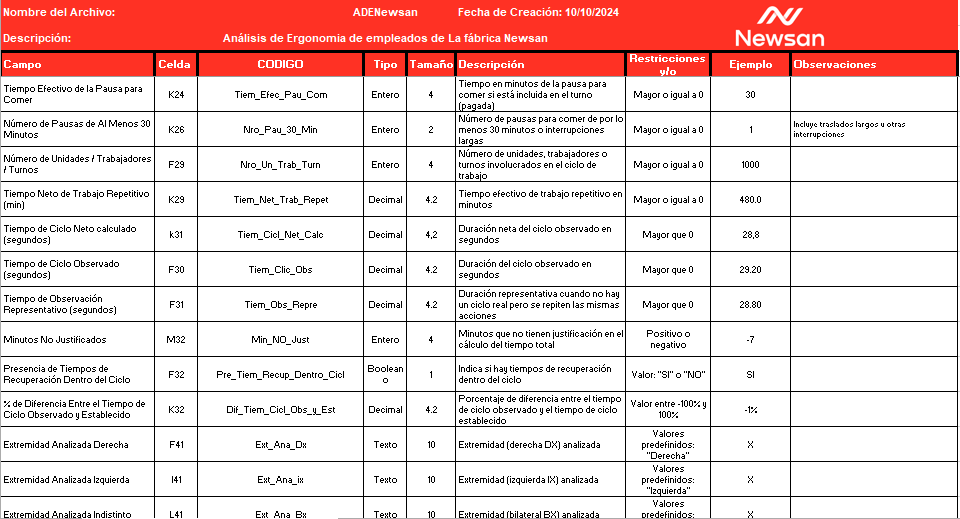 Nombre del Archivo: ADENewsan Fecha de Creación: 10/10/2024
Newsan
Descripción: Análisis de Ergonomia de empleados de La fábrica Newsan
Campo Celda CODIGO Tipo Tamaño Descripción Restricciones y/o Ejemplo Observaciones
Tiempo Efectivo de la Pausa para Comer K24 Tiem_Efec_Pau_Com Entero 4 Tiempo en minutos de la pausa para comer si está incluida en el turno (pagada) Mayor o igual a 0 30
Número de Pausas de Al Menos 30 Minutos K26 Nro_Pau_30_Min Entero 2 Número de pausas para comer de por lo menos 30 minutos o interrupciones largas Mayor o igual a 0 1 Incluye traslados largos u otras interrupciones
Número de Unidades / Trabajadores / Turnos F29 Nro_Un_Trab_Turn Entero 4 Número de unidades, trabajadores o turnos involucrados en el ciclo de trabajo Mayor o igual a 0 1000
Tiempo Neto de Trabajo Repetitivo (min) K29 Tiem_Net_Trab_Repet Decimal 4.2 Tiempo efectivo de trabajo repetitivo en minutos Mayor o igual a 0 480.0
Tiempo de Ciclo Neto calculado (segundos) k31 Tiem_Cicl_Net_Calc Decimal 4,2 Duración neta del ciclo observado en segundos Mayor que 0 28,8
Tiempo de Ciclo Observado (segundos) F30 Tiem_Clic_Obs Decimal 4.2 Duración del ciclo observado en segundos Mayor que 0 29.20
Tiempo de Observación Representativo (segundos) F31 Tiem_Obs_Repre Decimal 4.2 Duración representativa cuando no hay un ciclo real pero se repiten las mismas acciones Mayor que 0 28.80
Minutos No Justificados M32 Min_NO_Just Entero 4 Minutos que no tienen justificación en el cálculo del tiempo total Positivo o negativo -7
Presencia de Tiempos de Recuperación Dentro del Ciclo F32 Pre_Tiem_Recup_Dentro_Cicl Booleano 1 Indica si hay tiempos de recuperación dentro del ciclo Valor: "SI" o "NO" SI
% de Diferencia Entre el Tiempo de Ciclo Observado y Establecido K32 Dif_Tiem_Cicl_Obs_y_Est Decimal 4.2 Porcentaje de diferencia entre el tiempo de ciclo observado y el tiempo de ciclo establecido Valor entre -100% y 100% -1%
Extremidad Analizada Derecha F41 Ext_Ana_Dx Texto 10 Extremidad (derecha DX) analizada Valores predefinidos: "Derecha" X
Extremidad Analizada Izquierda I41 Ext_Ana_ix Texto 10 Extremidad (izquierda IX) analizada Valores predefinidos: "Izquierda" X
Extremidad Analizada Indistinto L41 Ext_Ana_Bx Texto 10 Extremidad (bilateral BX) analizada Valores predefinidos: X